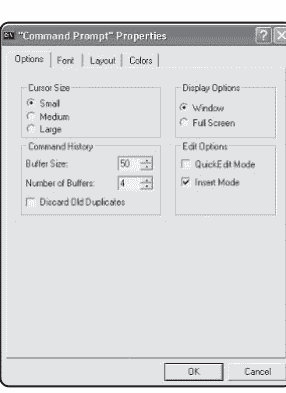 "Command Prompt" Properties
Options Font Layout Colors
Cursor Size
Small
Medium
Large
Display Options
Window
Full Screen
Command History
Buffer Size: 50
Number of Buffers: 4
Discard Old Duplicates
Edit Options
QuickEdit Mode
Insert Mode
OK Cancel